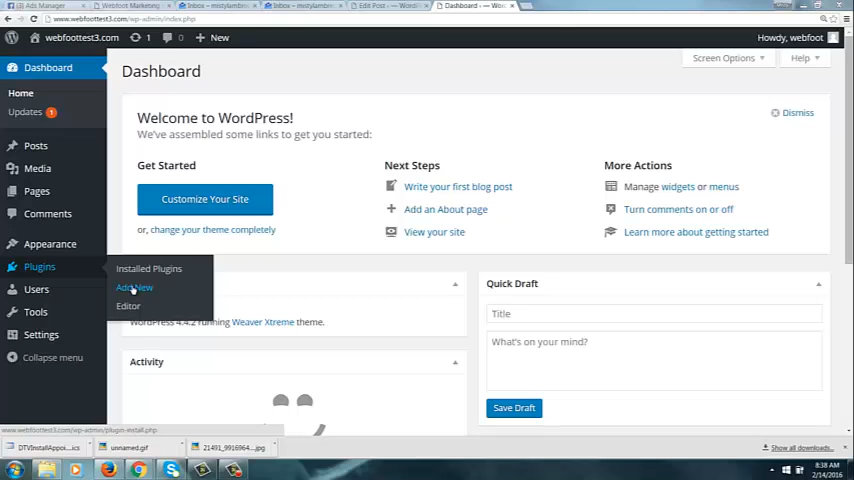 Ads Manager
Webfoot Marketing
Inbox – mistylambro
Inbox – mistylambro
Edit Post ‹ — WordP
Dashboard ‹ — Wor
www.webfoottest3.com/wp-admin/index.php
webfoottest3.com 1 0 New
Howdy, webfoot
Dashboard
Home
Updates 1
Posts
Media
Pages
Comments
Appearance
Plugins
Users
Tools
Settings
Collapse menu
Installed Plugins
Add New
Editor
Dashboard
Screen Options
Help
Welcome to WordPress!
We've assembled some links to get you started:
Dismiss
Get Started
Customize Your Site
or, change your theme completely
Next Steps
Write your first blog post
Add an About page
View your site
More Actions
Manage widgets or menus
Turn comments on or off
Learn more about getting started
WordPress 4.4.2 running Weaver Xtreme theme.
Activity
Quick Draft
Title
What's on your mind?
Save Draft
www.webfoottest3.com/wp-admin/plugin-install.php
DTVInstallAppoi....ics
unnamed.gif
21491_9916964....jpg
Show all downloads...
8:38 AM
2/14/2016